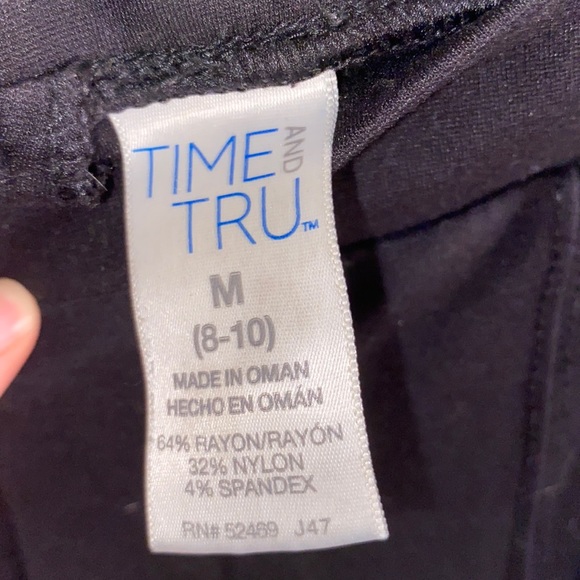 TIME AND
TRU™
M
(8-10)
MADE IN OMAN
HECHO EN OMÁN
64% RAYON/RAYÓN
32% NYLON
4% SPANDEX
RN# 52469 J47